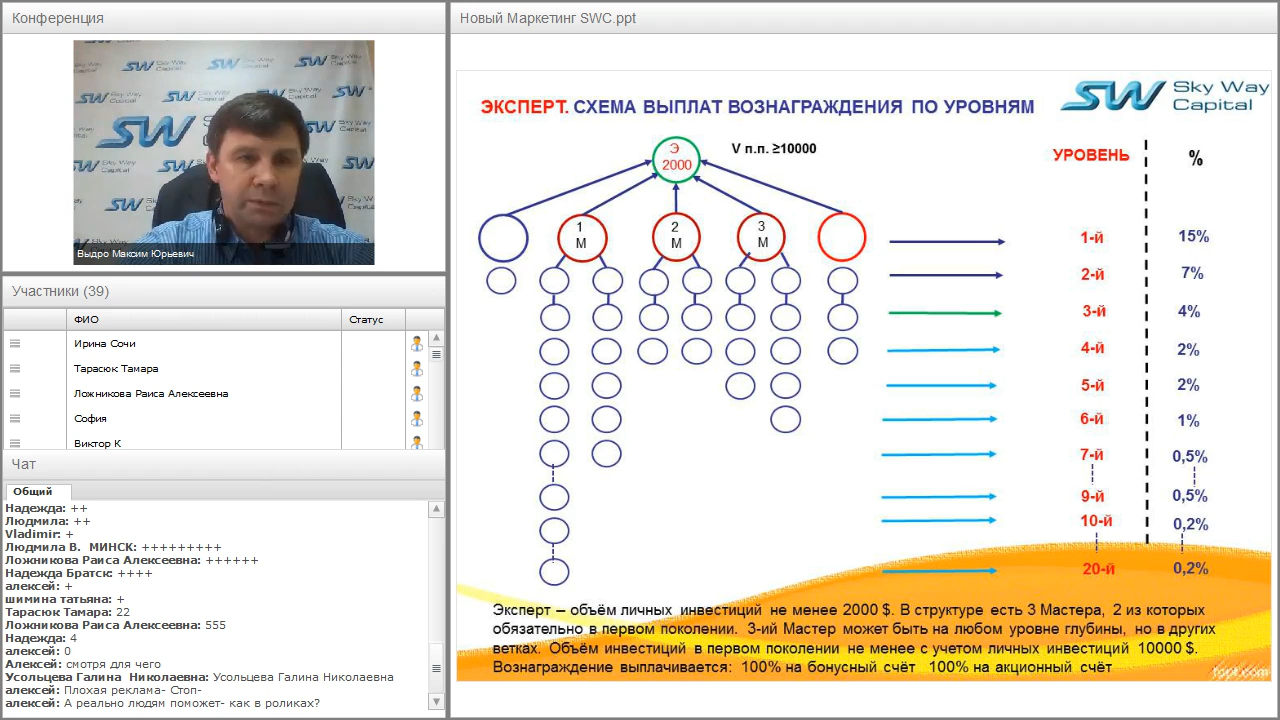 Конференция
SW Sky Way Capital
Выдро Максим Юрьевич
Участники (39)
ФИО Статус
Ирина Сочи
Тарасюк Тамара
Ложникова Раиса Алексеевна
София
Виктор К
Чат
Общий
Надежда: ++
Людмила: ++
Vladimir: +
Людмила В. МИНСК: +++++++++
Ложникова Раиса Алексеевна: ++++++
Надежда Братск: ++++
алексей: +
шимина татьяна: +
Тарасюк Тамара: 22
Ложникова Раиса Алексеевна: 555
Надежда: 4
алексей: 0
Алексей: смотря для чего
Усольцева Галина Николаевна: Усольцева Галина Николаевна
алексей: Плохая реклама- Стоп-
алексей: А реально людям поможет- как в роликах?
Новый Маркетинг SWC.ppt
SW Sky Way
Capital
ЭКСПЕРТ. СХЕМА ВЫПЛАТ ВОЗНАГРАЖДЕНИЯ ПО УРОВНЯМ
Э
2000
V п.п. ≥10000
УРОВЕНЬ %
1
М
2
М
3
М
1-й 15%
2-й 7%
3-й 4%
4-й 2%
5-й 2%
6-й 1%
7-й 0,5%
9-й 0,5%
10-й 0,2%
20-й 0,2%
Эксперт – объём личных инвестиций не менее 2000 $. В структуре есть 3 Мастера, 2 из которых
обязательно в первом поколении. 3-ий Мастер может быть на любом уровне глубины, но в других
ветках. Объём инвестиций в первом поколении не менее с учетом личных инвестиций 10000 $.
Вознаграждение выплачивается: 100% на бонусный счёт 100% на акционный счёт